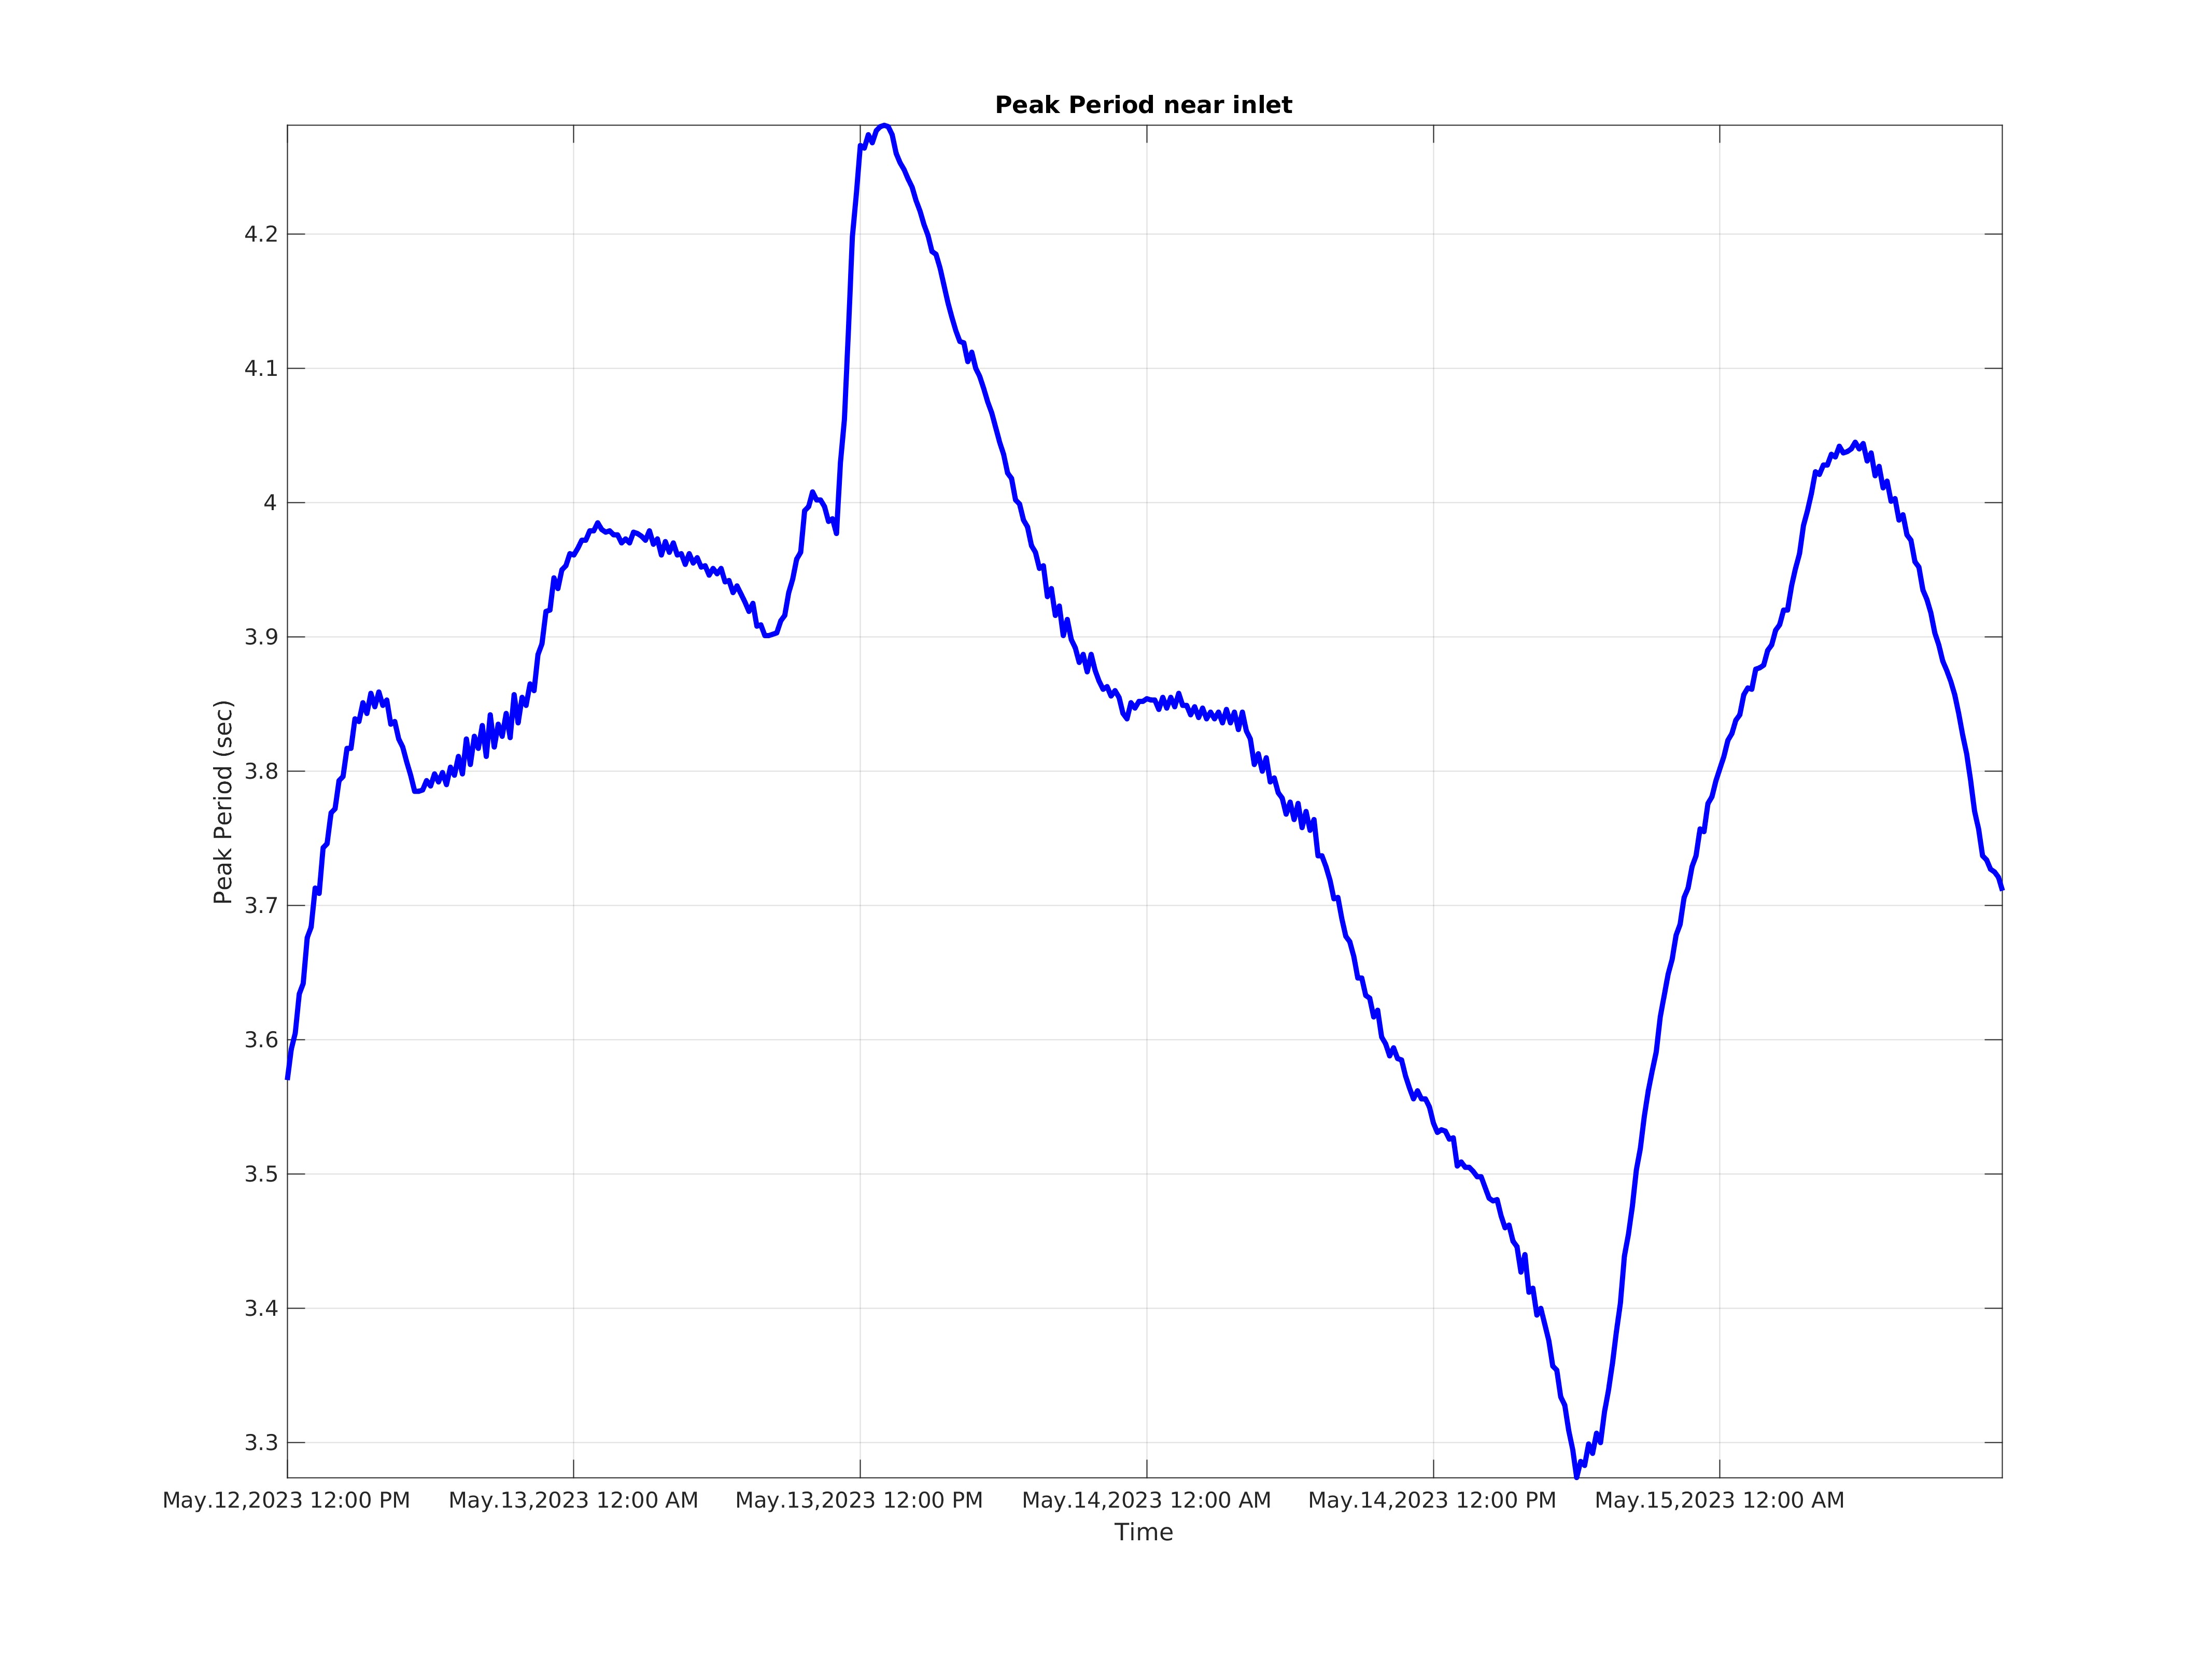 Peak Period near inlet
Peak Period (sec)
4.2
4.1
4
3.9
3.8
3.7
3.6
3.5
3.4
3.3
May.12,2023 12:00 PM May.13,2023 12:00 AM May.13,2023 12:00 PM May.14,2023 12:00 AM May.14,2023 12:00 PM May.15,2023 12:00 AM
Time